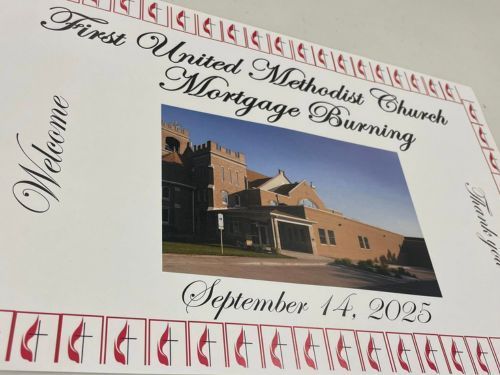 First United Methodist Church
Mortgage Burning
Welcome
Thank you
September 14, 2025